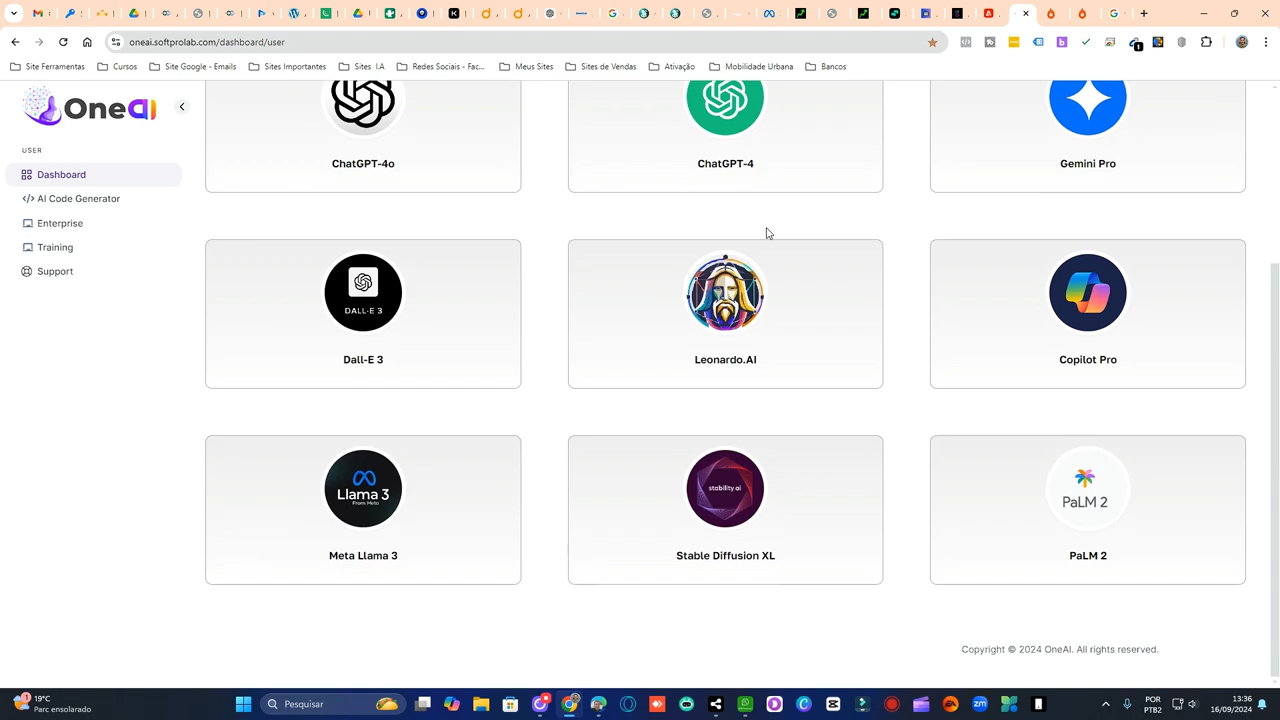 oneai.softprolab.com/dashboard/user
Site Ferramentas
Cursos
Site Google - Emails
Sites Importantes
Sites I.A
Redes Sociais - Fac...
Meus Sites
Sites de Vendas
Ativação
Mobilidade Urbana
Bancos
OneAI
USER
Dashboard
AI Code Generator
Enterprise
Training
Support
ChatGPT-4o
ChatGPT-4
Gemini Pro
DALL·E 3
Dall-E 3
Leonardo.AI
Copilot Pro
Llama 3
From Meta
Meta Llama 3
stability ai
Stable Diffusion XL
PaLM 2
PaLM 2
Copyright © 2024 OneAI. All rights reserved.
1
19°C
Parc ensolarado
Pesquisar
POR
PTB2
13:36
16/09/2024